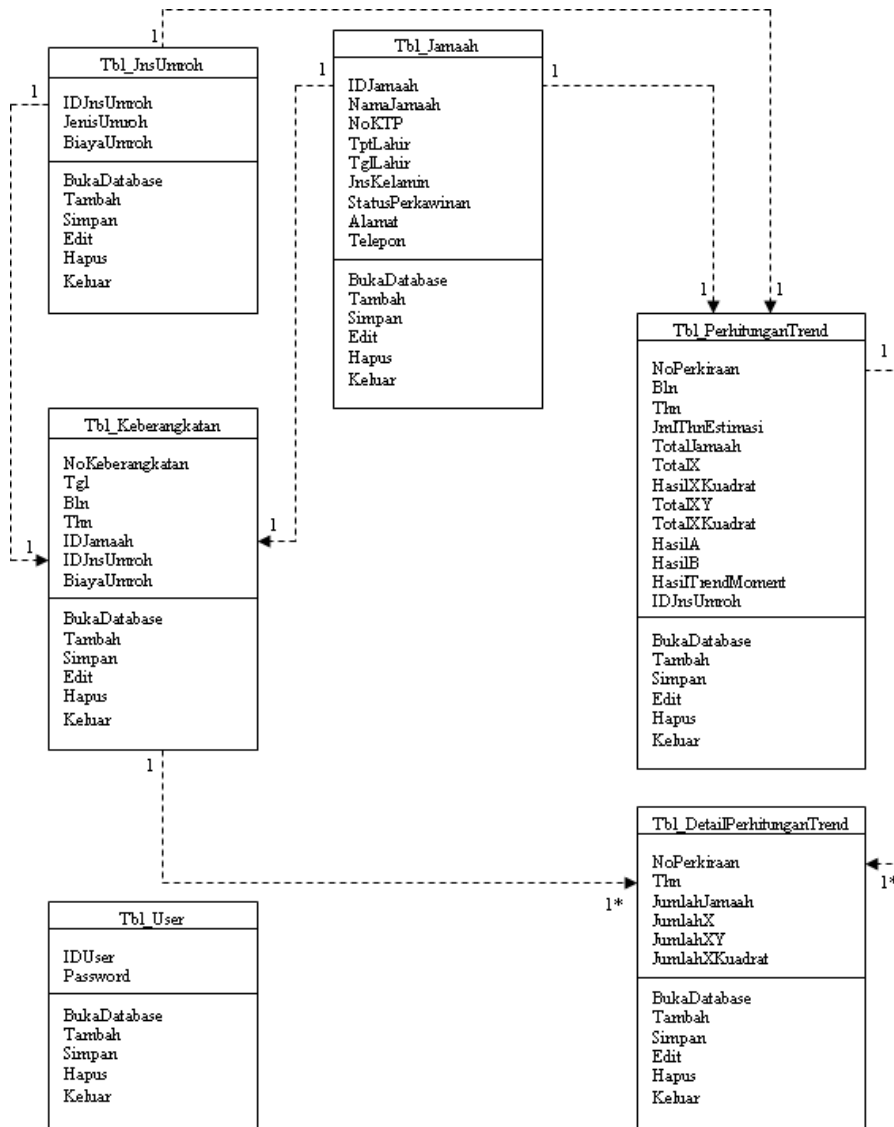 1
Tbl_JnsUmroh
1
IDJnsUmroh
JenisUmroh
BiayaUmroh
BukaDatabase
Tambah
Simpan
Edit
Hapus
Keluar
Tbl_Jamaah
1
1
IDJamaah
NamaJamaah
NoKTP
TptLahir
TglLahir
JnsKelamin
StatusPerkawinan
Alamat
Telepon
BukaDatabase
Tambah
Simpan
Edit
Hapus
Keluar
1
1
Tbl_PerhitunganTrend
1
NoPerkiraan
Bln
Thn
JmlThnEstimasi
TotalJamaah
TotalX
HasilXKuadrat
TotalXY
TotalXKuadrat
HasilA
HasilB
HasilTrendMoment
IDJnsUmroh
BukaDatabase
Tambah
Simpan
Edit
Hapus
Keluar
Tbl_Keberangkatan
NoKeberangkatan
Tgl
Bln
Thn
IDJamaah
IDJnsUmroh
BiayaUmroh
1
1
BukaDatabase
Tambah
Simpan
Edit
Hapus
Keluar
1
Tbl_DetailPerhitunganTrend
NoPerkiraan
Thn
JumlahJamaah
JumlahX
JumlahXY
JumlahXKuadrat
1*
1*
BukaDatabase
Tambah
Simpan
Edit
Hapus
Keluar
Tbl_User
IDUser
Password
BukaDatabase
Tambah
Simpan
Hapus
Keluar